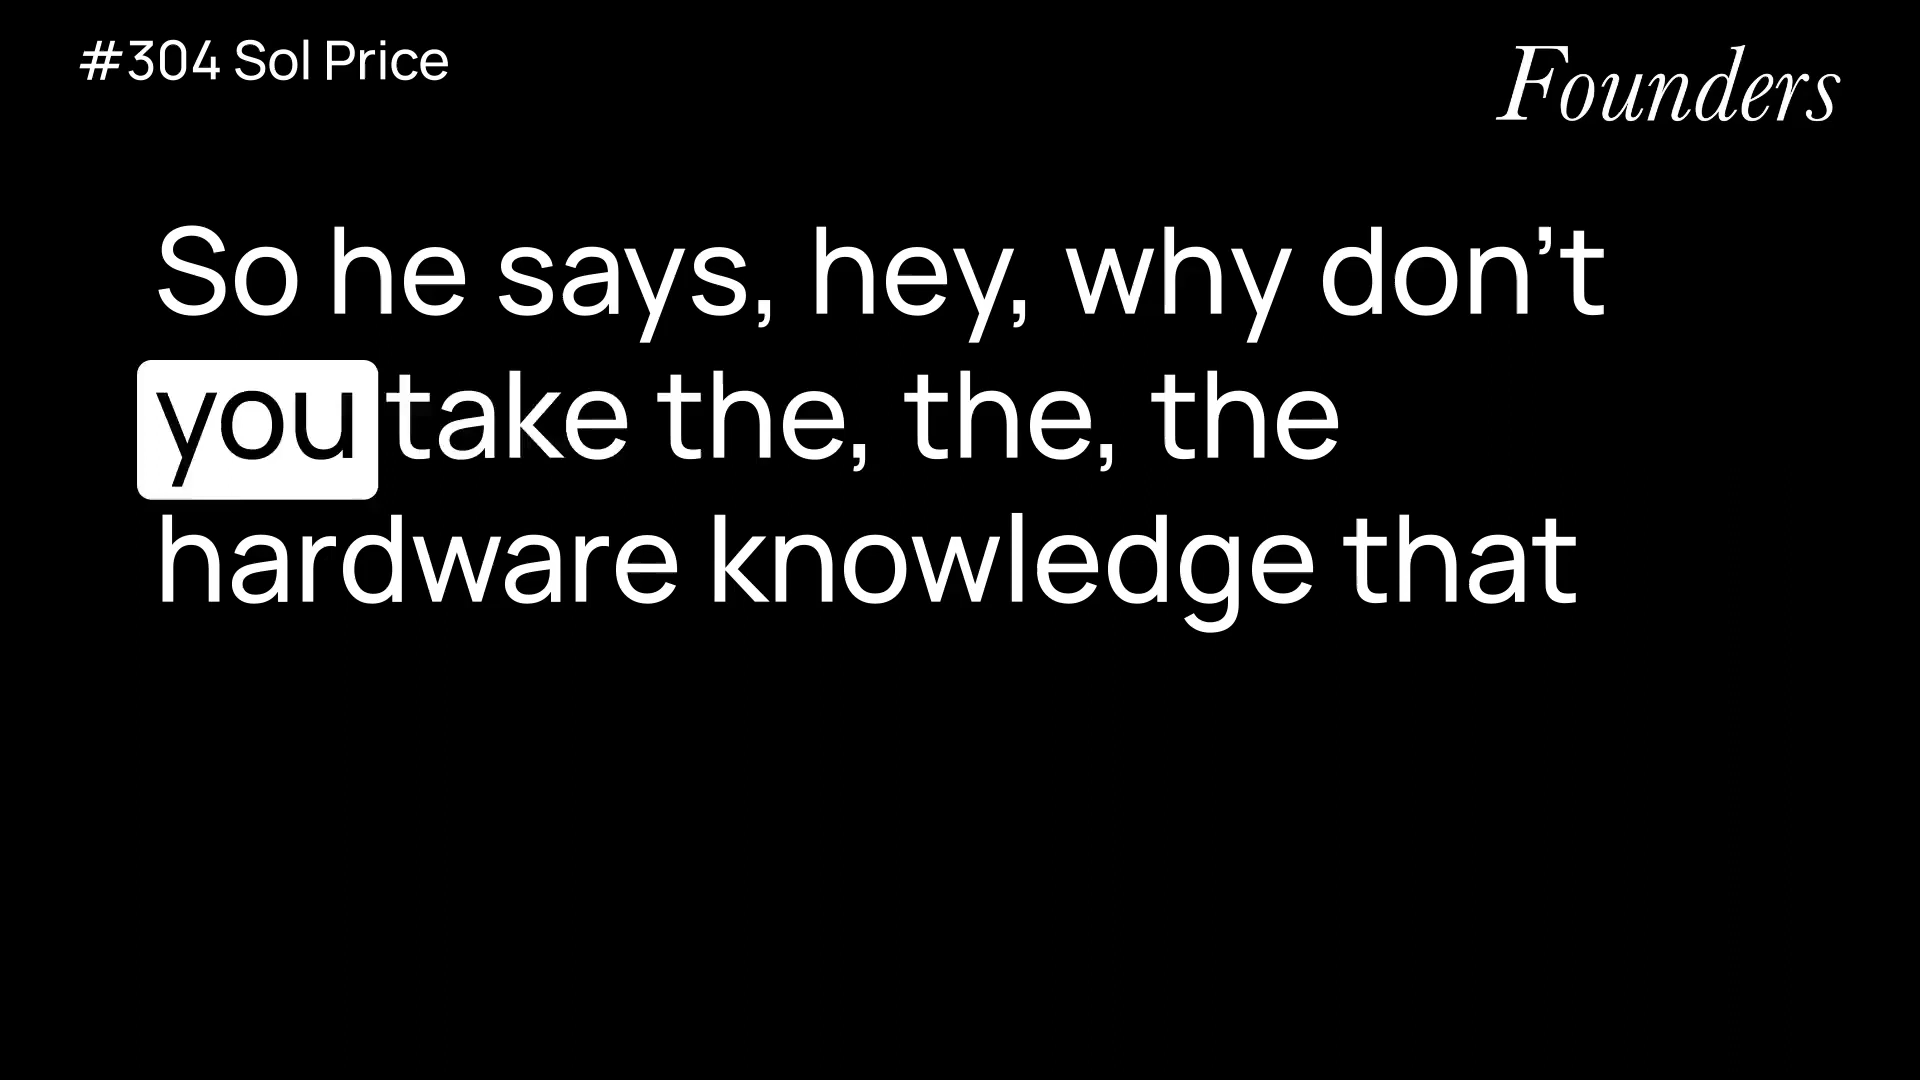 #304 Sol Price
Founders
So he says, hey, why don’t
you take the, the, the
hardware knowledge that